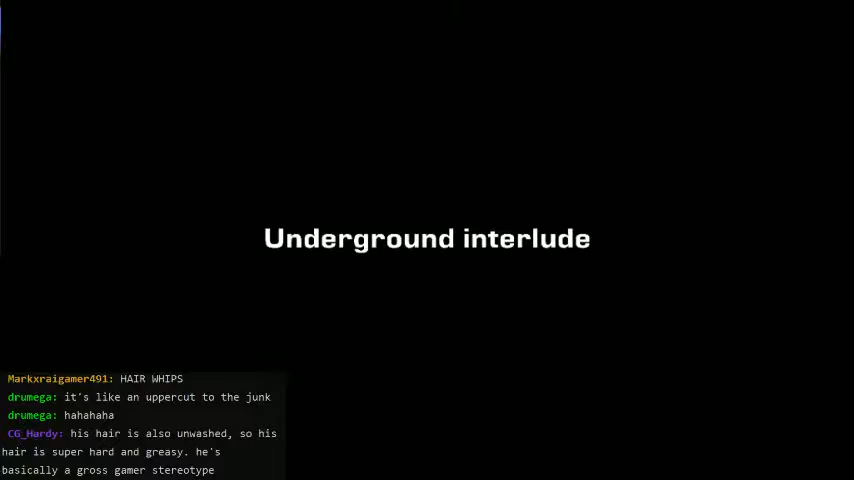 Underground interlude
Markxraigamer491: HAIR WHIPS
drumega: it's like an uppercut to the junk
drumega: hahahaha
CG_Hardy: his hair is also unwashed, so his
hair is super hard and greasy. he's
basically a gross gamer stereotype